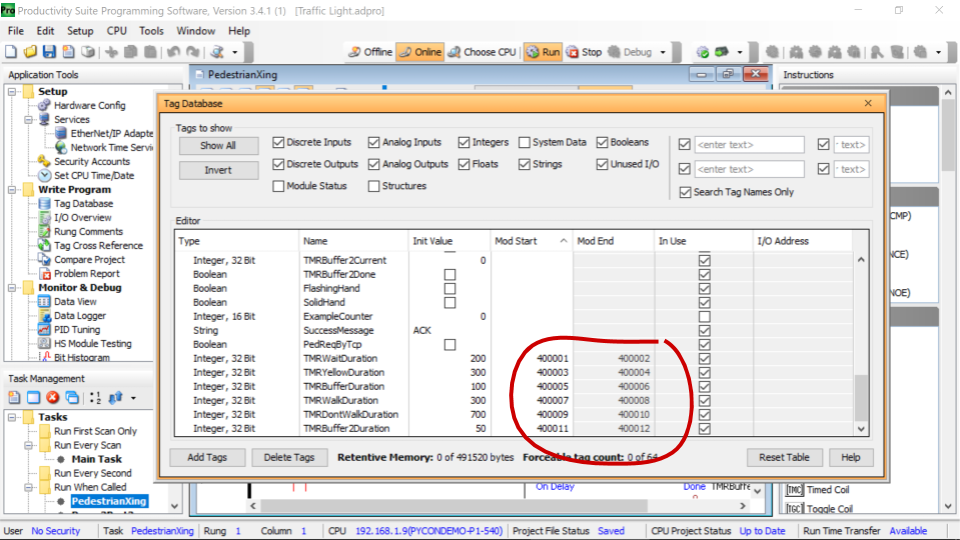 Pro Productivity Suite Programming Software, Version 3.4.1 (1) [Traffic Light.adpro]
File Edit Setup CPU Tools Window Help
Offline Online Choose CPU Run Stop Debug
Application Tools
PedestrianXing
Instructions
Setup
Hardware Config
Services
EtherNet/IP Adapte
Network Time Servi
Security Accounts
Set CPU Time/Date
Write Program
Tag Database
I/O Overview
Rung Comments
Tag Cross Reference
Compare Project
Problem Report
Monitor & Debug
Data View
Data Logger
PID Tuning
HS Module Testing
Bit Histogram
Task Management
Tasks
Run First Scan Only
Run Every Scan
Main Task
Run Every Second
Run When Called
PedestrianXing
Tag Database
Tags to show
Show All
Invert
Discrete Inputs Analog Inputs Integers System Data Booleans
Discrete Outputs Analog Outputs Floats Strings Unused I/O
Module Status Structures
<enter text> text>
<enter text> text>
Search Tag Names Only
Editor
Type Name Init Value Mod Start Mod End In Use I/O Address
Integer, 32 Bit TMRBuffer2Current 0
Boolean TMRBuffer2Done
Boolean FlashingHand
Boolean SolidHand
Integer, 16 Bit ExampleCounter 0
String SuccessMessage ACK
Boolean PedReqByTcp
Integer, 32 Bit TMRWaitDuration 200 400001 400002
Integer, 32 Bit TMRYellowDuration 300 400003 400004
Integer, 32 Bit TMRBufferDuration 100 400005 400006
Integer, 32 Bit TMRWalkDuration 300 400007 400008
Integer, 32 Bit TMRDontWalkDuration 700 400009 400010
Integer, 32 Bit TMRBuffer2Duration 50 400011 400012
Add Tags Delete Tags Retentive Memory: 0 of 491520 bytes Forceable tag count: 0 of 64 Reset Table Help
CMP)
NCE)
NOE)
On Delay Done TMRBuffe
0
TMC Timed Coil
TGC Toggle Coil
User No Security Task PedestrianXing Rung 1 Column 1 CPU 192.168.1.9(PYCONDEMO-P1-540) Project File Status Saved CPU Project Status Up to Date Run Time Transfer Available